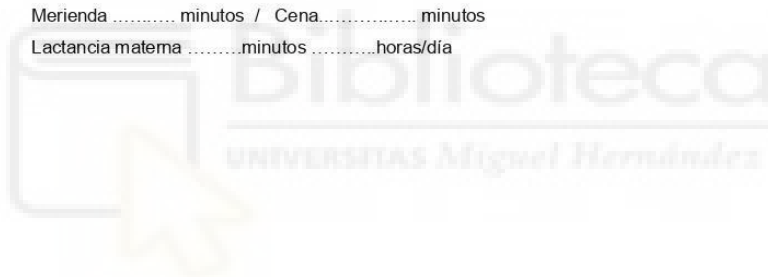 Merienda ........... minutos / Cena................. minutos
Lactancia materna .........minutos ...........horas/día
Biblioteca
UNIVERSITAS Miguel Hernández